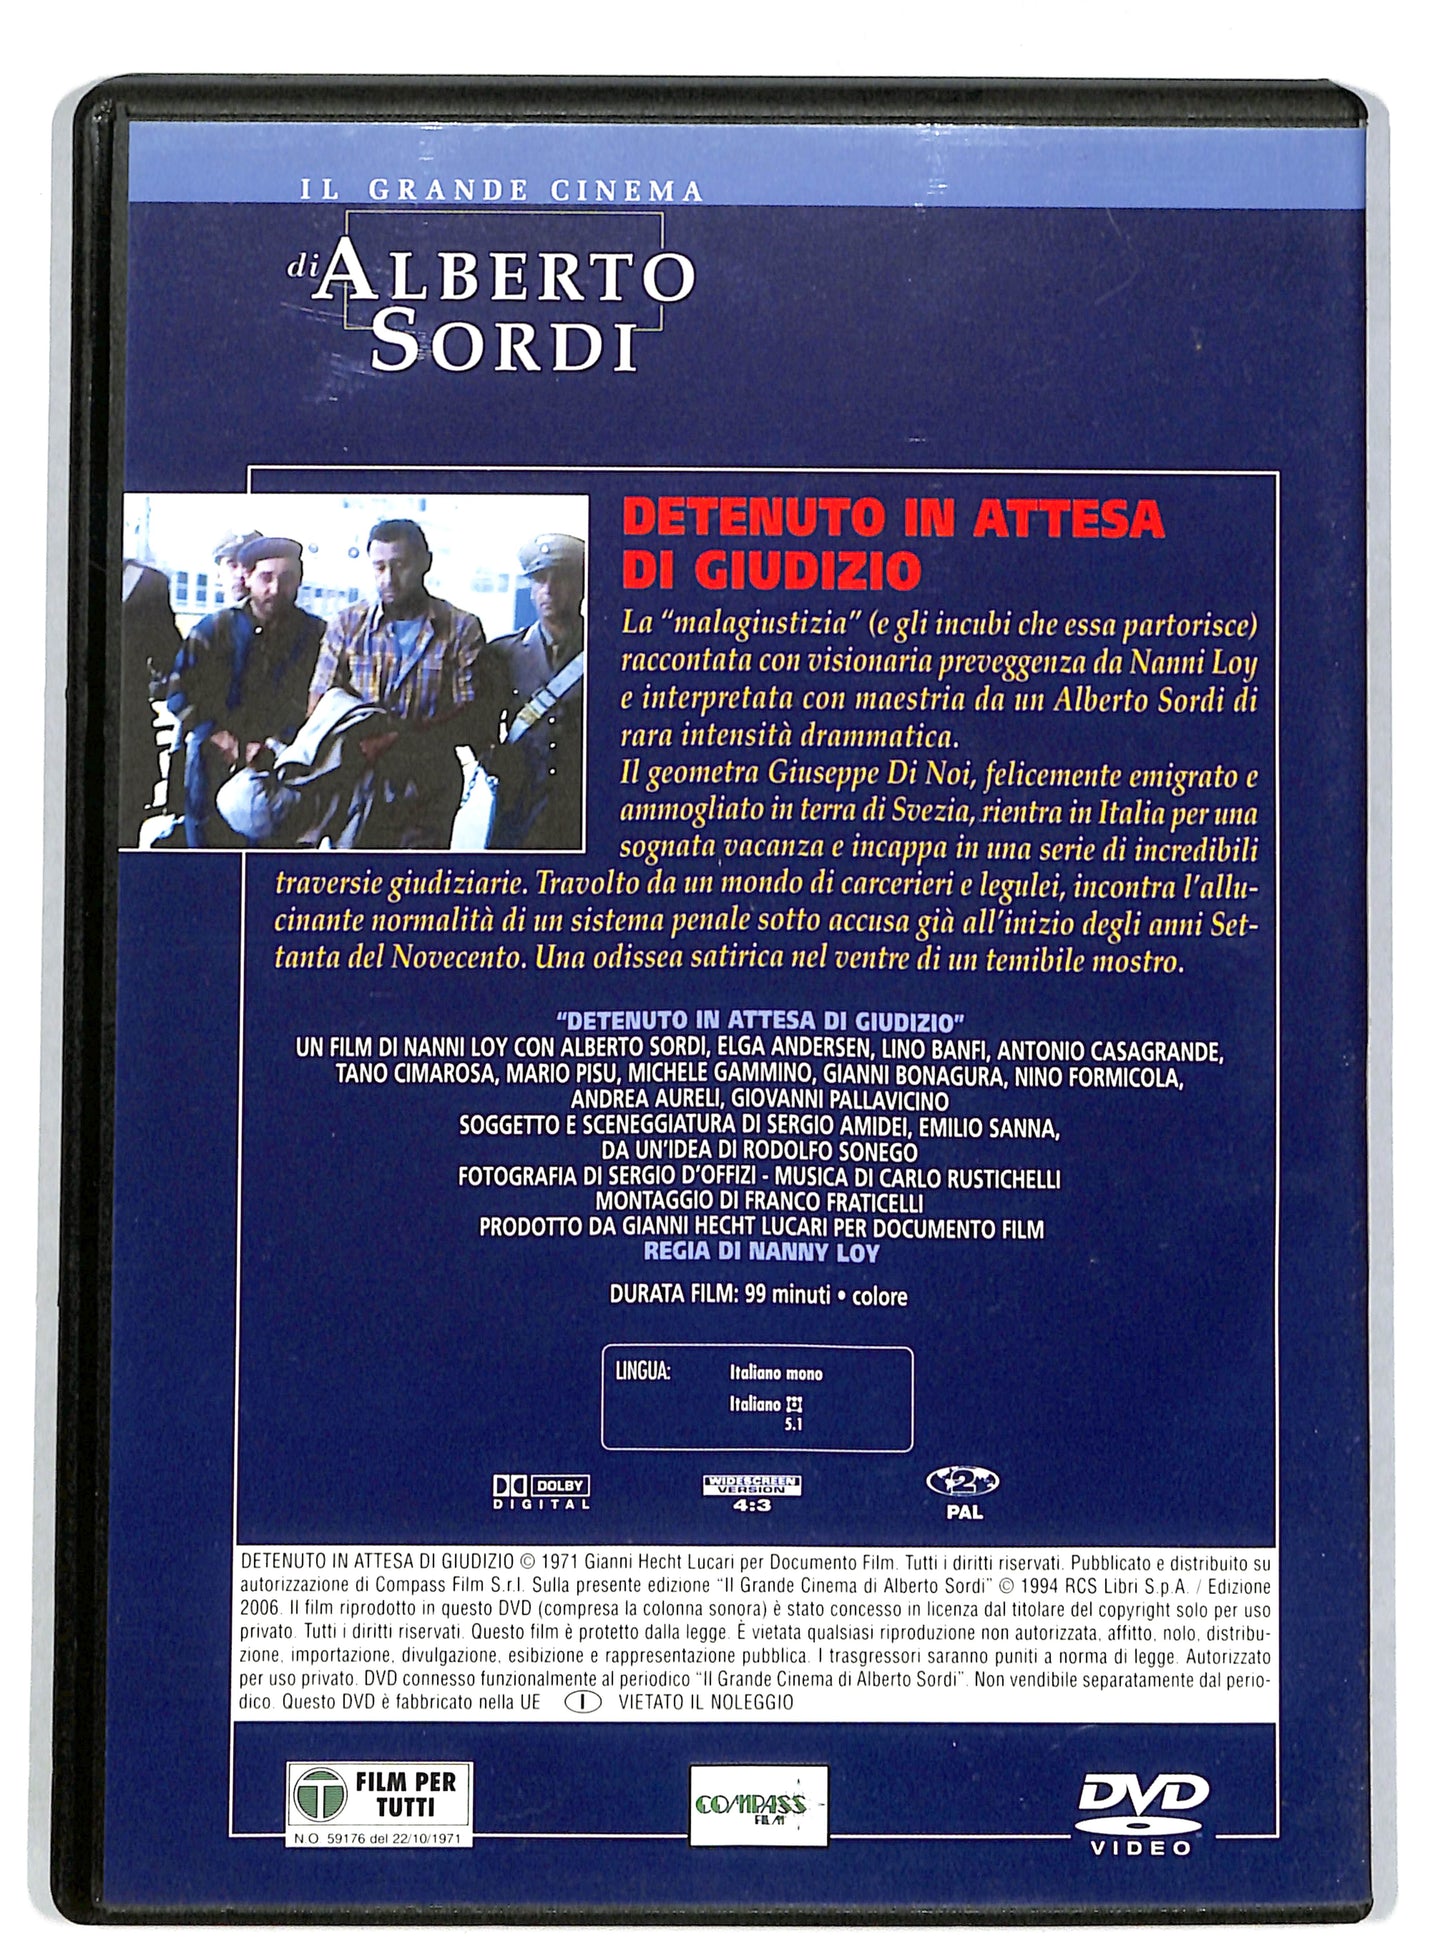 IL GRANDE CINEMA
di ALBERTO
SORDI
DETENUTO IN ATTESA
DI GIUDIZIO
La “malagiustizia” (e gli incubi che essa partorisce)
raccontata con visionaria preveggenza da Nanni Loy
e interpretata con maestria da un Alberto Sordi di
rara intensità drammatica.
Il geometra Giuseppe Di Noi, felicemente emigrato e
ammogliato in terra di Svezia, rientra in Italia per una
sognata vacanza e incappa in una serie di incredibili
traversie giudiziarie. Travolto da un mondo di carcerieri e legulei, incontra l’allu-
cinante normalità di un sistema penale sotto accusa già all’inizio degli anni Set-
tanta del Novecento. Una odissea satirica nel ventre di un temibile mostro.
“DETENUTO IN ATTESA DI GIUDIZIO”
UN FILM DI NANNI LOY CON ALBERTO SORDI, ELGA ANDERSEN, LINO BANFI, ANTONIO CASAGRANDE,
TANO CIMAROSA, MARIO PISU, MICHELE GAMMINO, GIANNI BONAGURA, NINO FORMICOLA,
ANDREA AURELI, GIOVANNI PALLAVICINO
SOGGETTO E SCENEGGIATURA DI SERGIO AMIDEI, EMILIO SANNA,
DA UN’IDEA DI RODOLFO SONEGO
FOTOGRAFIA DI SERGIO D’OFFIZI - MUSICA DI CARLO RUSTICHELLI
MONTAGGIO DI FRANCO FRATICELLI
PRODOTTO DA GIANNI HECHT LUCARI PER DOCUMENTO FILM
REGIA DI NANNY LOY
DURATA FILM: 99 minuti • colore
LINGUA: Italiano mono
Italiano
5.1
DOLBY
DIGITAL
WIDESCREEN
VERSION
4:3
2
PAL
DETENUTO IN ATTESA DI GIUDIZIO © 1971 Gianni Hecht Lucari per Documento Film. Tutti i diritti riservati. Pubblicato e distribuito su
autorizzazione di Compass Film S.r.l. Sulla presente edizione “Il Grande Cinema di Alberto Sordi” © 1994 RCS Libri S.p.A. / Edizione
2006. Il film riprodotto in questo DVD (compresa la colonna sonora) è stato concesso in licenza dal titolare del copyright solo per uso
privato. Tutti i diritti riservati. Questo film è protetto dalla legge. È vietata qualsiasi riproduzione non autorizzata, affitto, nolo, distribu-
zione, importazione, divulgazione, esibizione e rappresentazione pubblica. I trasgressori saranno puniti a norma di legge. Autorizzato
per uso privato. DVD connesso funzionalmente al periodico “Il Grande Cinema di Alberto Sordi”. Non vendibile separatamente dal perio-
dico. Questo DVD è fabbricato nella UE I VIETATO IL NOLEGGIO
T FILM PER
TUTTI
N.O. 59176 del 22/10/1971
COMPASS
FILM
DVD
VIDEO